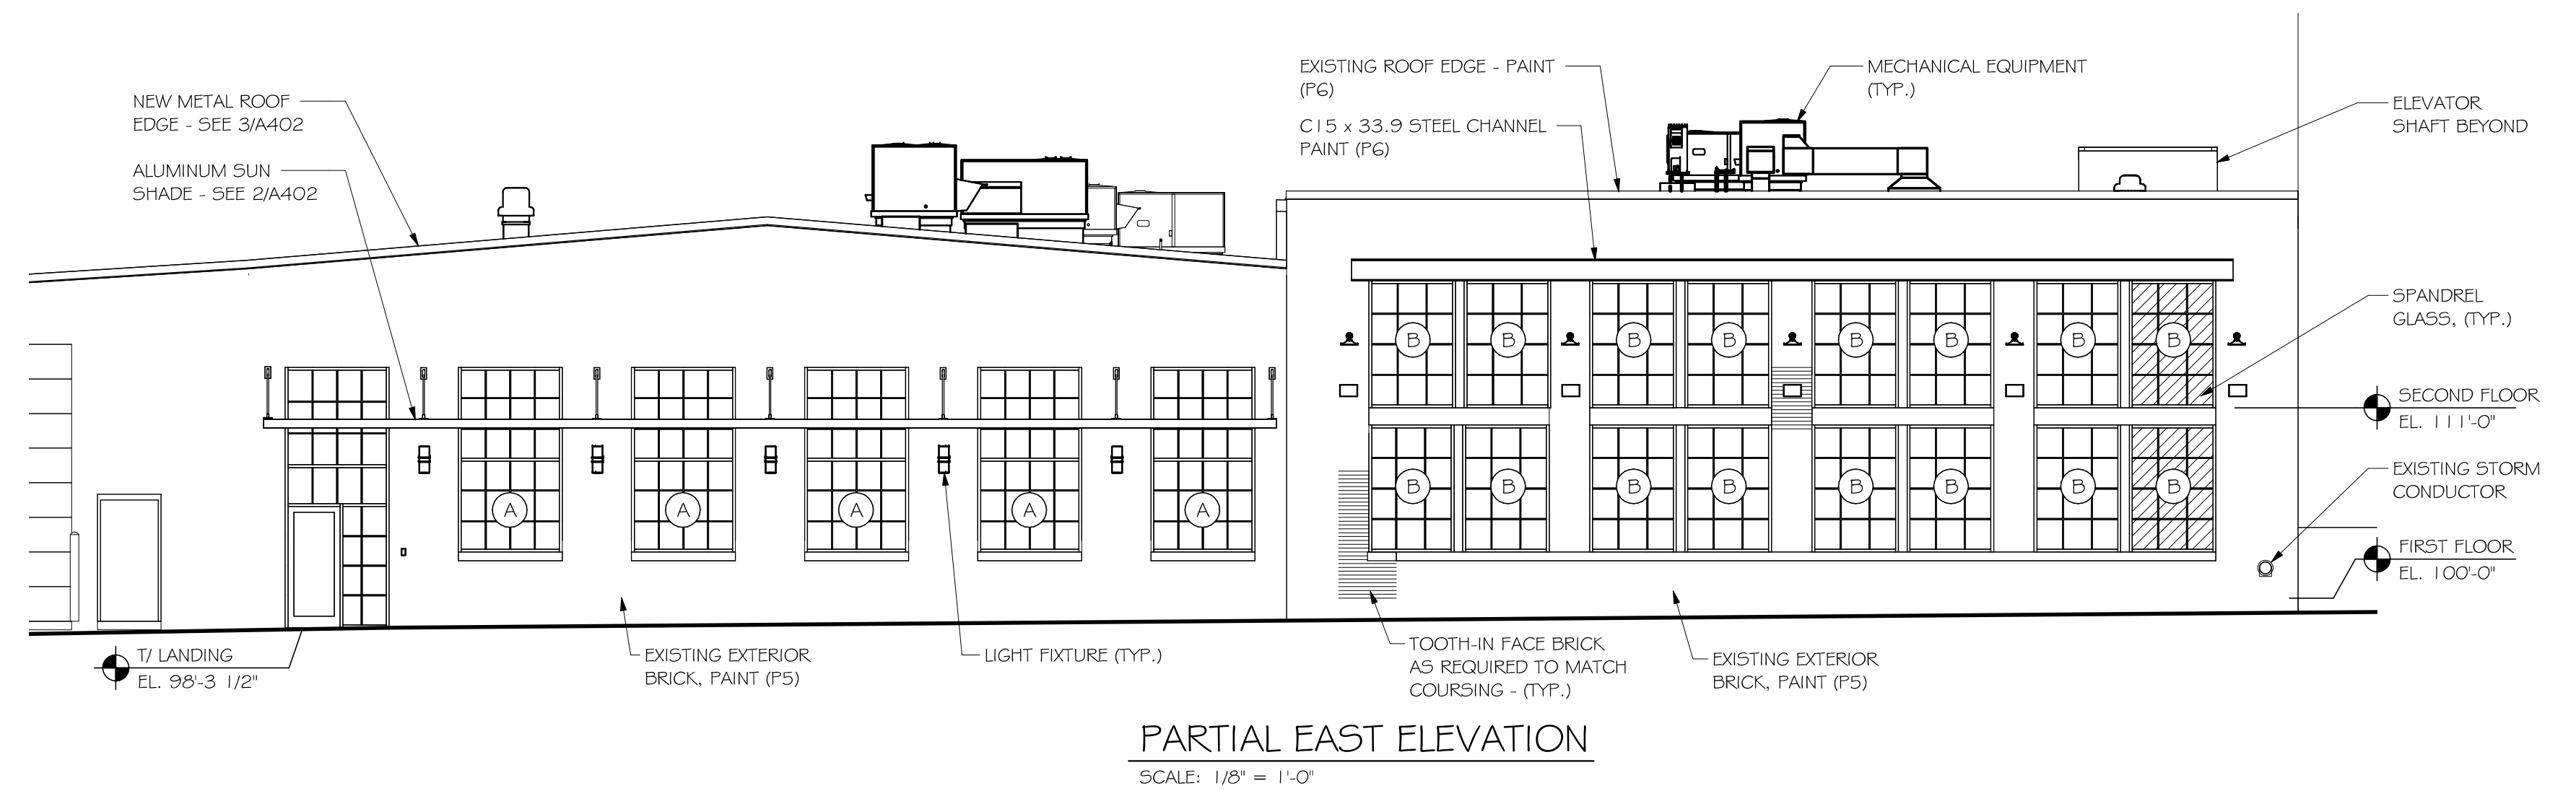 NEW METAL ROOF
EDGE - SEE 3/A402
ALUMINUM SUN
SHADE - SEE 2/A402
EXISTING ROOF EDGE - PAINT
(P6)
C15 x 33.9 STEEL CHANNEL
PAINT (P6)
MECHANICAL EQUIPMENT
(TYP.)
ELEVATOR
SHAFT BEYOND
SPANDREL
GLASS, (TYP.)
B B B B B B B B
SECOND FLOOR
EL. 111'-0"
EXISTING STORM
CONDUCTOR
B B B B B B B B
A A A A A
FIRST FLOOR
EL. 100'-0"
T/ LANDING
EL. 98'-3 1/2"
EXISTING EXTERIOR
BRICK, PAINT (P5)
LIGHT FIXTURE (TYP.)
TOOTH-IN FACE BRICK
AS REQUIRED TO MATCH
COURSING - (TYP.)
EXISTING EXTERIOR
BRICK, PAINT (P5)
PARTIAL EAST ELEVATION
SCALE: 1/8" = 1'-0"